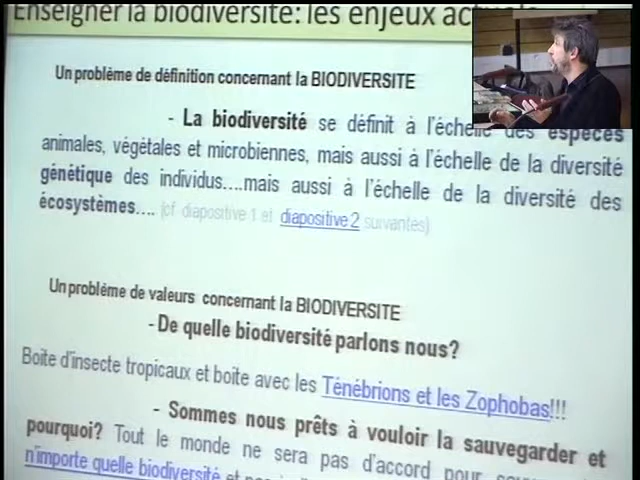 Enseigner la biodiversité: les enjeux
Un problème de définition concernant la BIODIVERSITE
- La biodiversité se définit à l'échelle des espèces
animales, végétales et microbiennes, mais aussi à l'échelle de la diversité
génétique des individus....mais aussi à l'échelle de la diversité des
écosystèmes.... (cf diapositive 1 et diapositive 2 suivantes)
Un problème de valeurs concernant la BIODIVERSITE
- De quelle biodiversité parlons nous?
Boite d'insecte tropicaux et boite avec les Ténébrions et les Zophobas!!!
- Sommes nous prêts à vouloir la sauvegarder et
pourquoi? Tout le monde ne sera pas d'accord pour
n'importe quelle biodiversité et